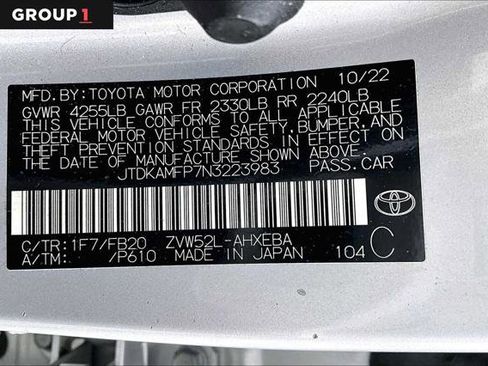 GROUP 1
MFD.BY:TOYOTA MOTOR CORPORATION 10/22
GVWR 4255LB GAWR FR 2330LB RR 2240LB
THIS VEHICLE CONFORMS TO ALL APPLICABLE
FEDERAL MOTOR VEHICLE SAFETY,BUMPER,AND
THEFT PREVENTION STANDARDS IN EFFECT ON
THE DATE OF MANUFACTURE SHOWN ABOVE.
JTDKAMFP7N3223983 PASS.CAR
TOYOTA
C/TR:1F7/FB20 ZVW52L-AHXEBA
A/TM: /P610 MADE IN JAPAN 104 C